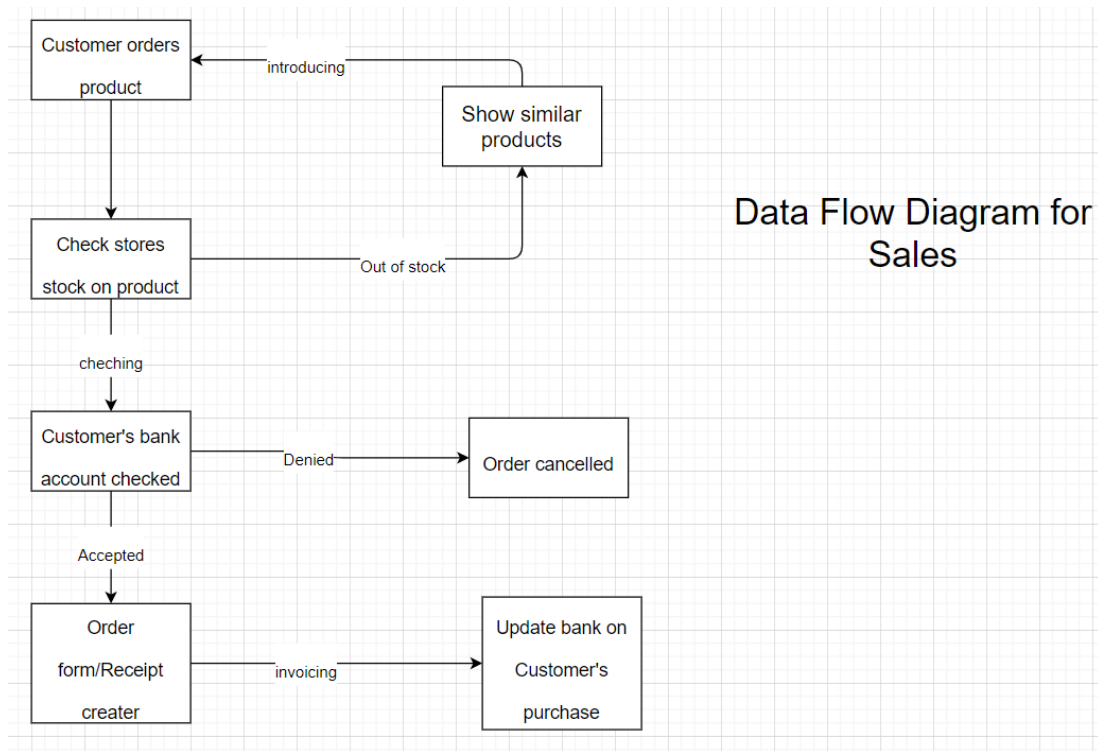 Customer orders
product
introducing
Show similar
products
Data Flow Diagram for
Sales
Check stores
stock on product
Out of stock
cheching
Customer's bank
account checked
Denied
Order cancelled
Accepted
Order
form/Receipt
creater
invoicing
Update bank on
Customer's
purchase